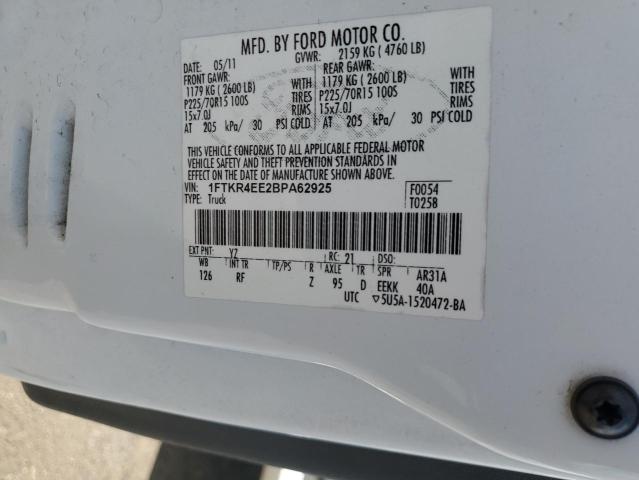 MFD. BY FORD MOTOR CO.
DATE: 05/11 GVWR: 2159 KG ( 4760 LB)
FRONT GAWR: REAR GAWR:
1179 KG ( 2600 LB) WITH 1179 KG ( 2600 LB) WITH
P225/70R15 100S TIRES P225/70R15 100S TIRES
15x7.0J RIMS 15x7.0J RIMS
AT 205 kPa/ 30 PSI COLD AT 205 kPa/ 30 PSI COLD
THIS VEHICLE CONFORMS TO ALL APPLICABLE FEDERAL MOTOR
VEHICLE SAFETY AND THEFT PREVENTION STANDARDS IN
EFFECT ON THE DATE OF MANUFACTURE SHOWN ABOVE.
VIN: 1FTKR4EE2BPA62925 F0054
TYPE: Truck T0258
EXT PNT: YZ RC: 21 DSO:
WB INT TR TP/PS R AXLE TR SPR AR31A
126 RF Z 95 D EEKK 40A
UTC ▽5U5A-1520472-BA